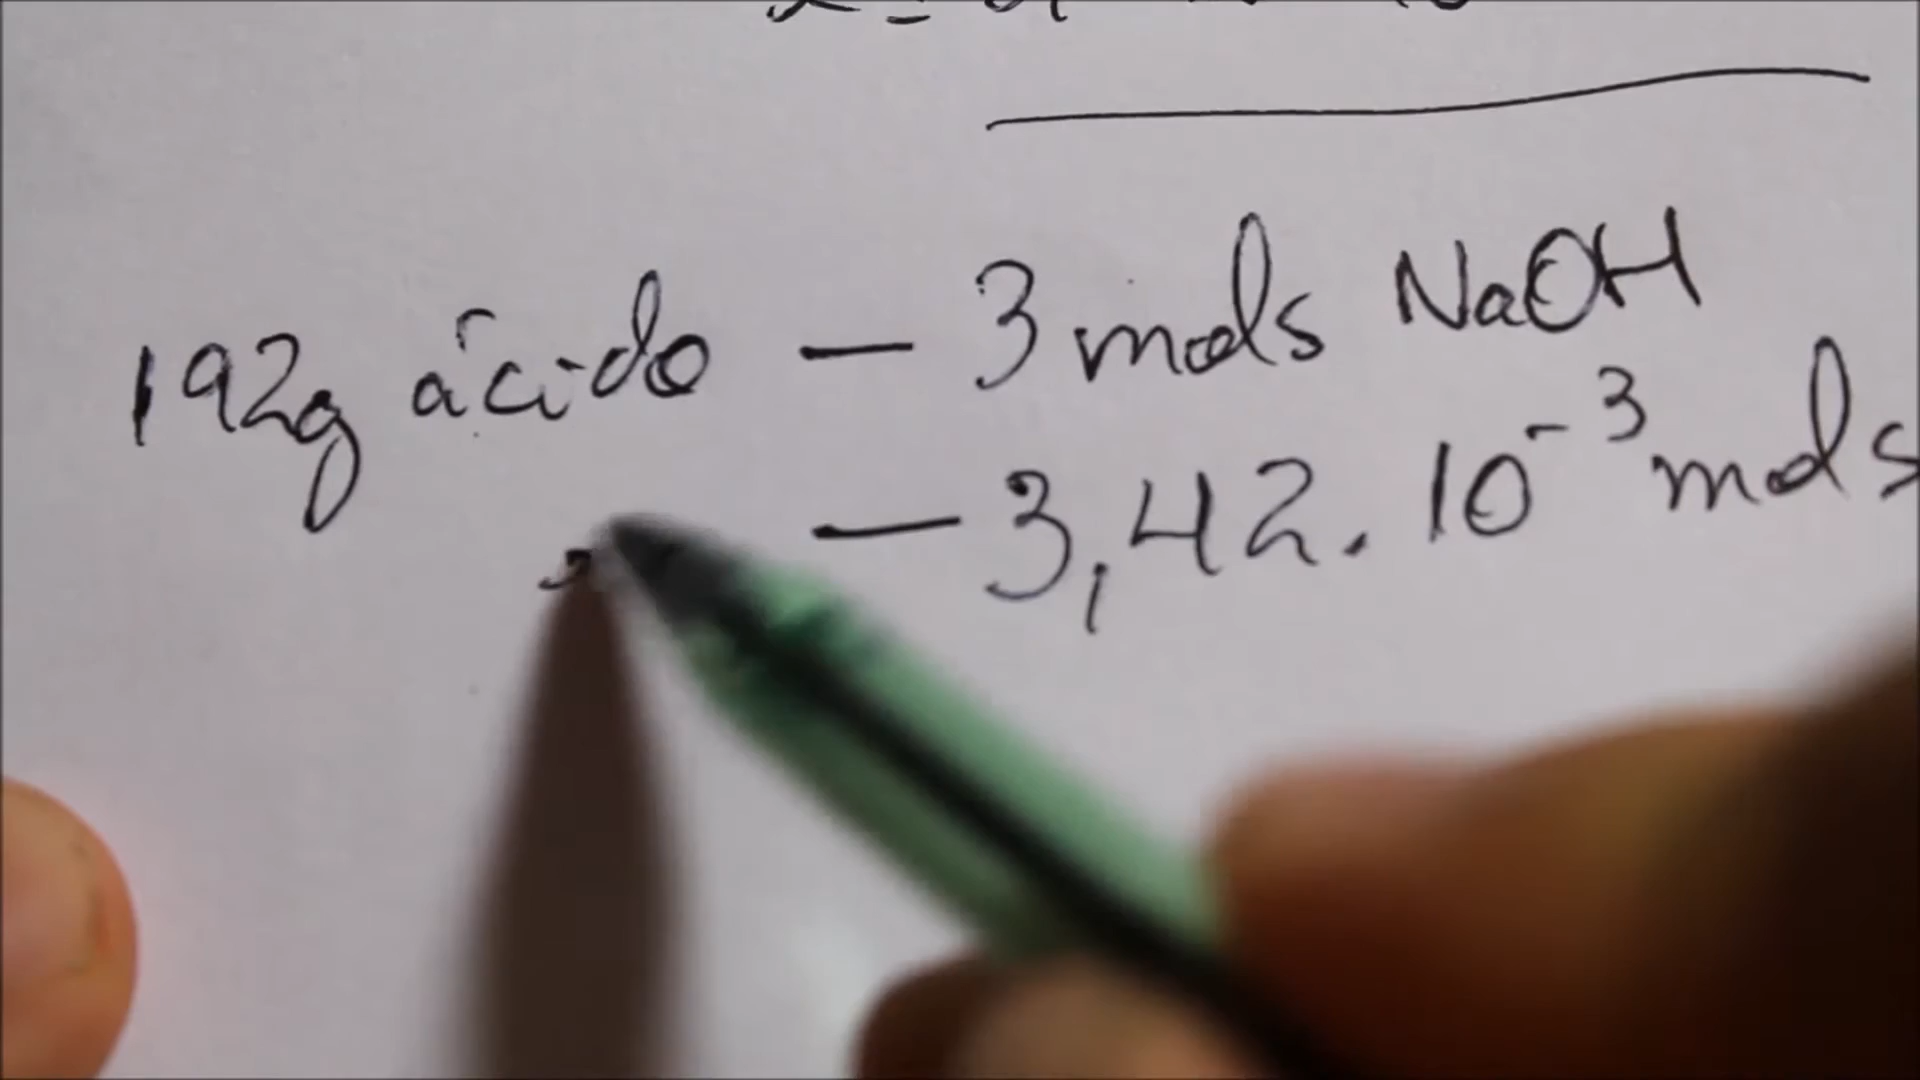 192g ácido — 3 mols NaOH
— 3,42. 10⁻³ mols